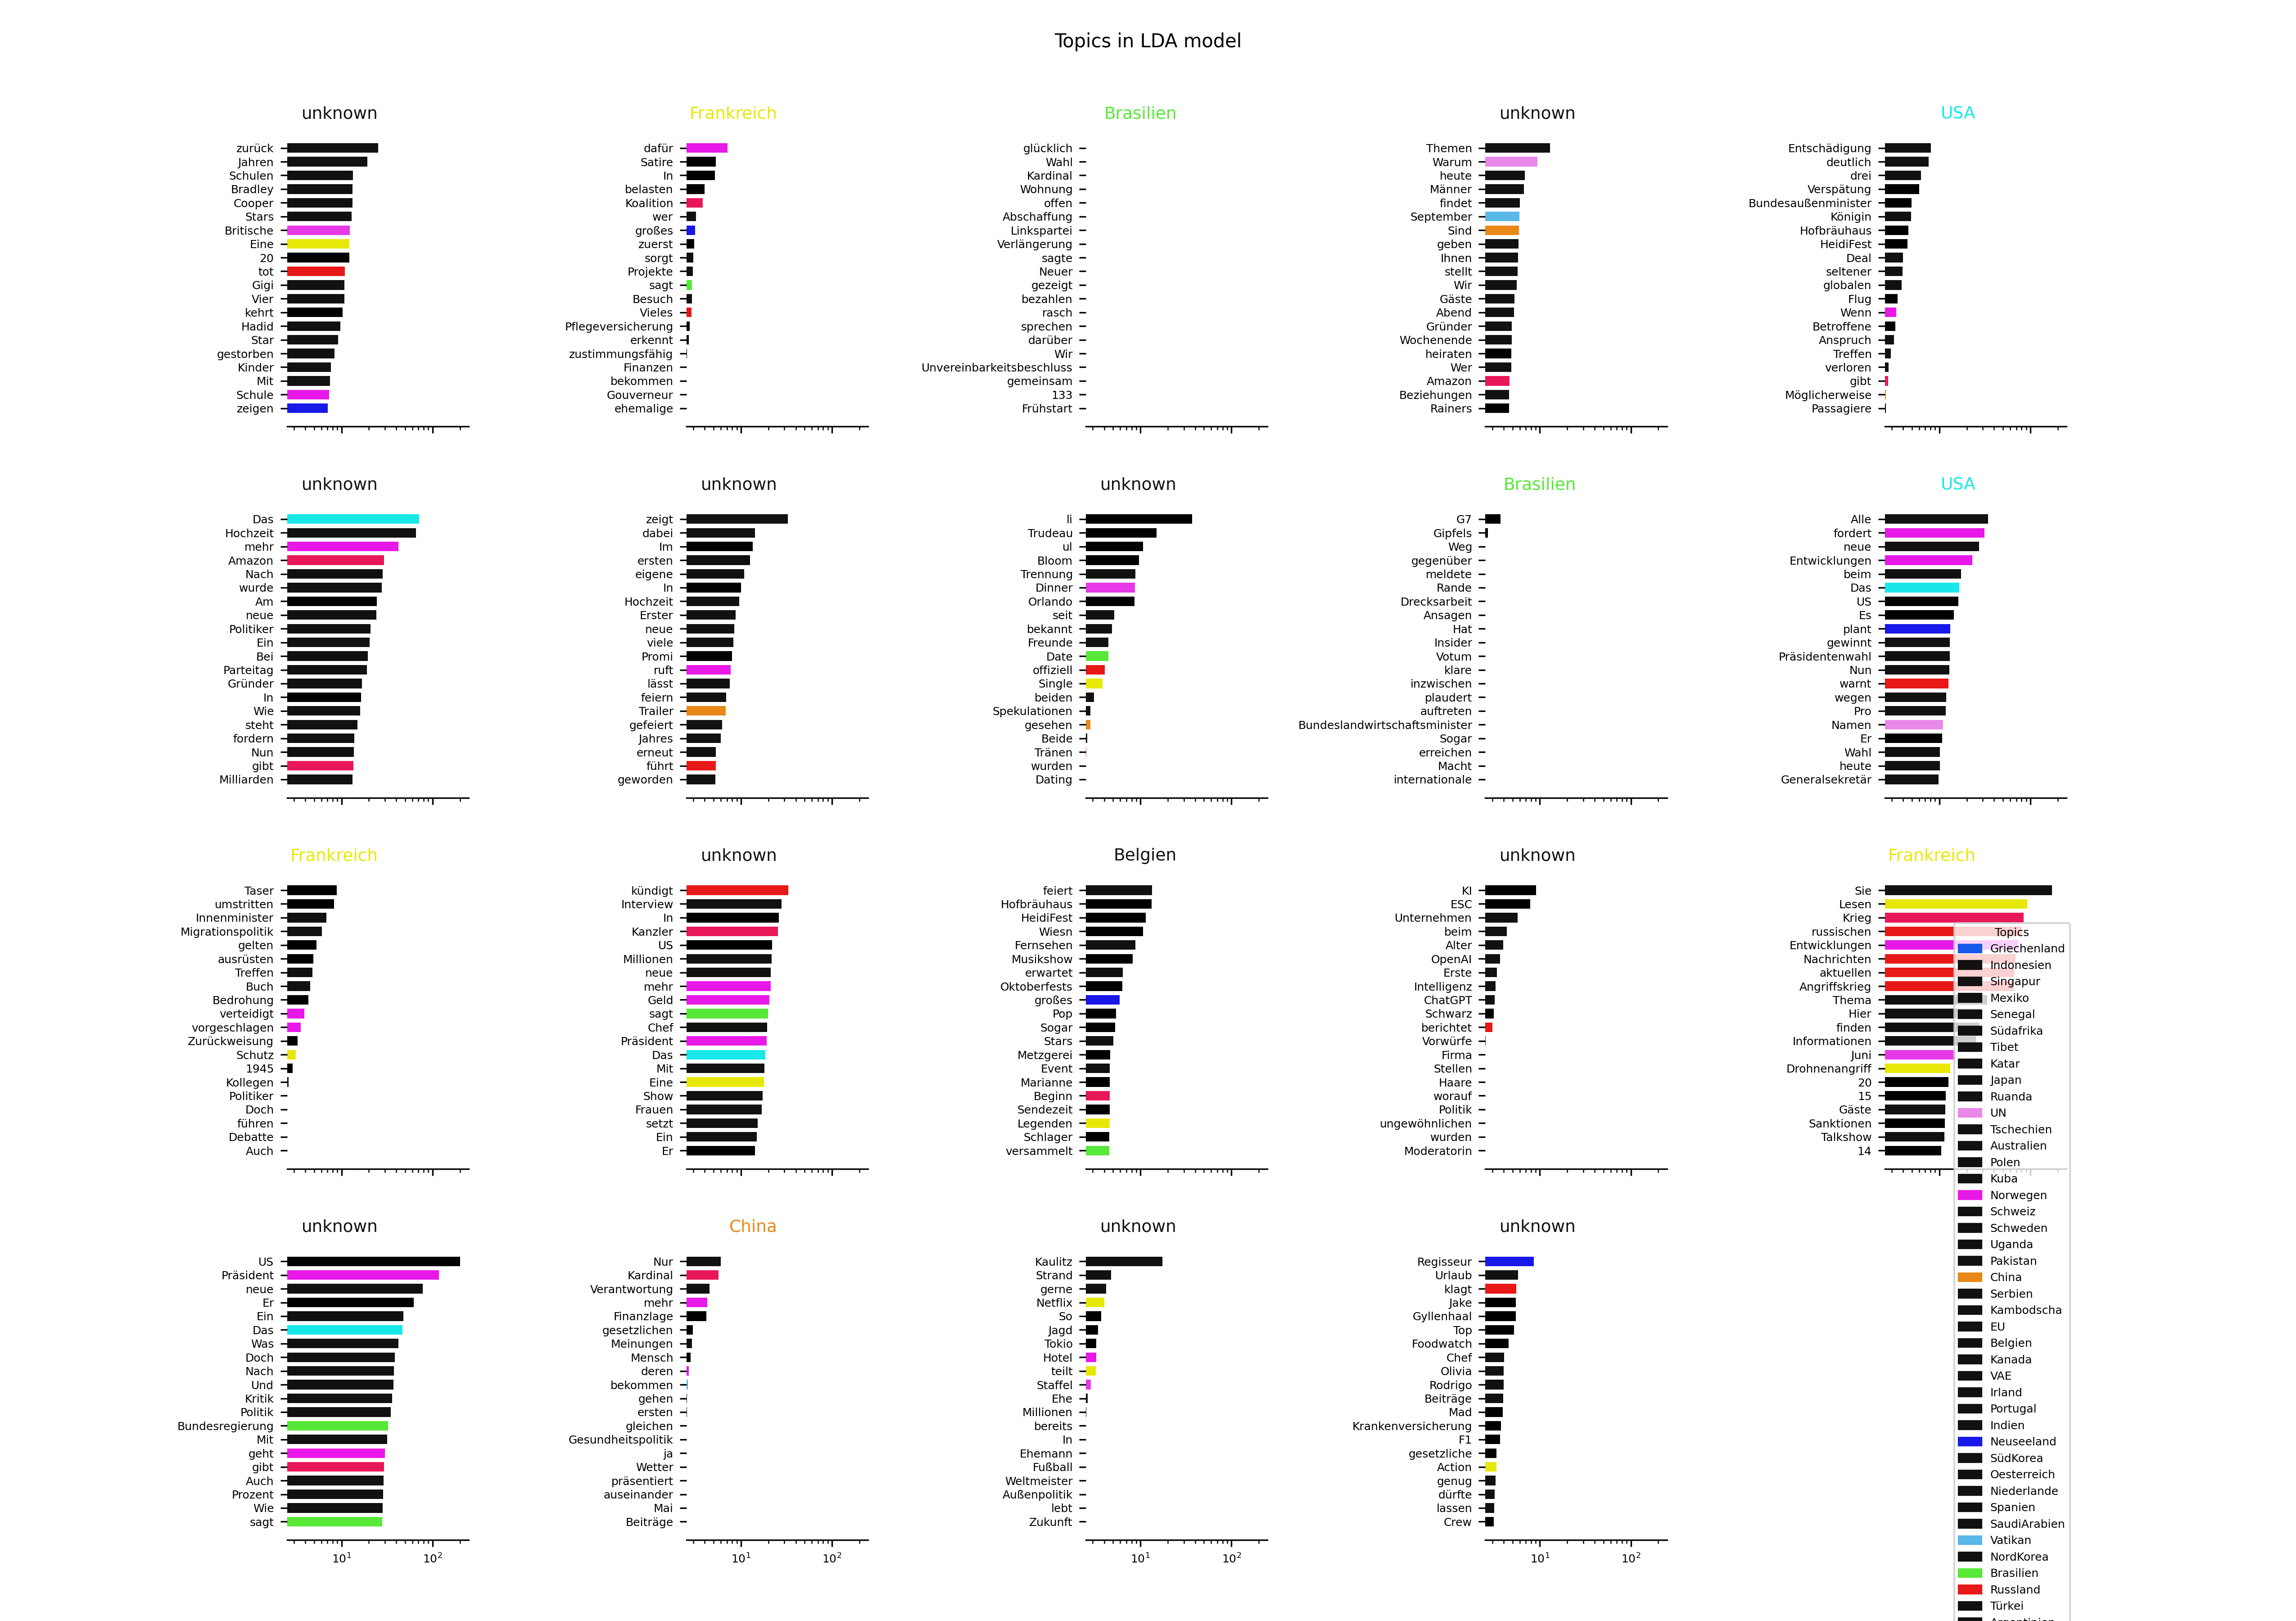 Topics in LDA model
unknown
zurück
Jahren
Schulen
Bradley
Cooper
Stars
Britische
Eine
20
tot
Gigi
Vier
kehrt
Hadid
Star
gestorben
Kinder
Mit
Schule
zeigen
Frankreich
dafür
Satire
In
belasten
Koalition
wer
großes
zuerst
sorgt
Projekte
sagt
Besuch
Vieles
Pflegeversicherung
erkennt
zustimmungsfähig
Finanzen
bekommen
Gouverneur
ehemalige
Brasilien
glücklich
Wahl
Kardinal
Wohnung
offen
Abschaffung
Linkspartei
Verlängerung
sagte
Neuer
gezeigt
bezahlen
rasch
sprechen
darüber
Wir
Unvereinbarkeitsbeschluss
gemeinsam
133
Frühstart
unknown
Themen
Warum
heute
Männer
findet
September
Sind
geben
Ihnen
stellt
Wir
Gäste
Abend
Gründer
Wochenende
heiraten
Wer
Amazon
Beziehungen
Rainers
USA
Entschädigung
deutlich
drei
Verspätung
Bundesaußenminister
Königin
Hofbräuhaus
HeidiFest
Deal
seltener
globalen
Flug
Wenn
Betroffene
Anspruch
Treffen
verloren
gibt
Möglicherweise
Passagiere
unknown
Das
Hochzeit
mehr
Amazon
Nach
wurde
Am
neue
Politiker
Ein
Bei
Parteitag
Gründer
In
Wie
steht
fordern
Nun
gibt
Milliarden
unknown
zeigt
dabei
Im
ersten
eigene
In
Hochzeit
Erster
neue
viele
Promi
ruft
lässt
feiern
Trailer
gefeiert
Jahres
erneut
führt
geworden
unknown
li
Trudeau
ul
Bloom
Trennung
Dinner
Orlando
seit
bekannt
Freunde
Date
offiziell
Single
beiden
Spekulationen
gesehen
Beide
Tränen
wurden
Dating
Brasilien
G7
Gipfels
Weg
gegenüber
meldete
Rande
Drecksarbeit
Ansagen
Hat
Insider
Votum
klare
inzwischen
plaudert
auftreten
Bundeslandwirtschaftsminister
Sogar
erreichen
Macht
internationale
USA
Alle
fordert
neue
Entwicklungen
beim
Das
US
Es
plant
gewinnt
Präsidentenwahl
Nun
warnt
wegen
Pro
Namen
Er
Wahl
heute
Generalsekretär
Frankreich
Taser
umstritten
Innenminister
Migrationspolitik
gelten
ausrüsten
Treffen
Buch
Bedrohung
verteidigt
vorgeschlagen
Zurückweisung
Schutz
1945
Kollegen
Politiker
Doch
führen
Debatte
Auch
unknown
kündigt
Interview
In
Kanzler
US
Millionen
neue
mehr
Geld
sagt
Chef
Präsident
Das
Mit
Eine
Show
Frauen
setzt
Ein
Er
Belgien
feiert
Hofbräuhaus
HeidiFest
Wiesn
Fernsehen
Musikshow
erwartet
Oktoberfests
großes
Pop
Sogar
Stars
Metzgerei
Event
Marianne
Beginn
Sendezeit
Legenden
Schlager
versammelt
unknown
KI
ESC
Unternehmen
beim
Alter
OpenAI
Erste
Intelligenz
ChatGPT
Schwarz
berichtet
Vorwürfe
Firma
Stellen
Haare
worauf
Politik
ungewöhnlichen
wurden
Moderatorin
Frankreich
Sie
Lesen
Krieg
russischen
Entwicklungen
Nachrichten
aktuellen
Angriffskrieg
Thema
Hier
finden
Informationen
Juni
Drohnenangriff
20
15
Gäste
Sanktionen
Talkshow
14
unknown
US
Präsident
neue
Er
Ein
Das
Was
Doch
Nach
Und
Kritik
Politik
Bundesregierung
Mit
geht
gibt
Auch
Prozent
Wie
sagt
10¹ 10²
China
Nur
Kardinal
Verantwortung
mehr
Finanzlage
gesetzlichen
Meinungen
Mensch
deren
bekommen
gehen
ersten
gleichen
Gesundheitspolitik
ja
Wetter
präsentiert
auseinander
Mai
Beiträge
10¹ 10²
unknown
Kaulitz
Strand
gerne
Netflix
So
Jagd
Tokio
Hotel
teilt
Staffel
Ehe
Millionen
bereits
In
Ehemann
Fußball
Weltmeister
Außenpolitik
lebt
Zukunft
10¹ 10²
unknown
Regisseur
Urlaub
klagt
Jake
Gyllenhaal
Top
Foodwatch
Chef
Olivia
Rodrigo
Beiträge
Mad
Krankenversicherung
F1
gesetzliche
Action
genug
dürfte
lassen
Crew
10¹ 10²
Topics
Griechenland
Indonesien
Singapur
Mexiko
Senegal
Südafrika
Tibet
Katar
Japan
Ruanda
UN
Tschechien
Australien
Polen
Kuba
Norwegen
Schweiz
Schweden
Uganda
Pakistan
China
Serbien
Kambodscha
EU
Belgien
Kanada
VAE
Irland
Portugal
Indien
Neuseeland
SüdKorea
Oesterreich
Niederlande
Spanien
SaudiArabien
Vatikan
NordKorea
Brasilien
Russland
Türkei